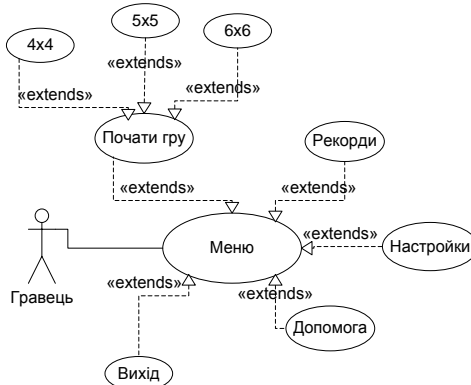 5x5
6x6
4x4
«extends»
«extends»
«extends»
Почати гру
Рекорди
«extends»
«extends»
Меню
«extends»
Настройки
Гравець
«extends»
«extends»
Допомога
Вихід